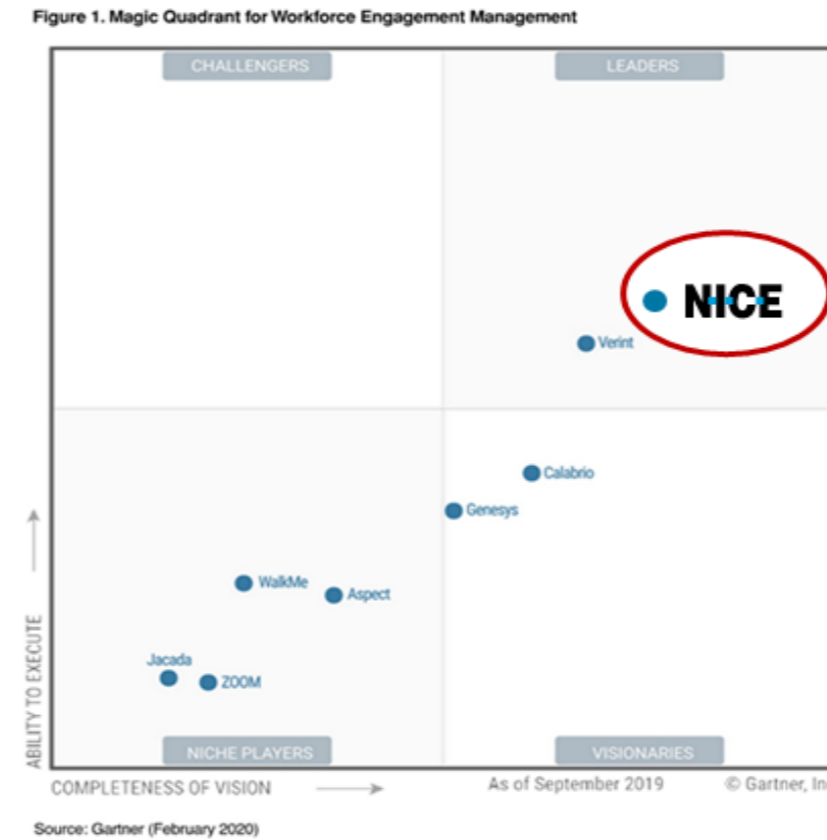 Figure 1. Magic Quadrant for Workforce Engagement Management
CHALLENGERS
LEADERS
NICE
Verint
Calabrio
Genesys
WalkMe
Aspect
Jacada
ZOOM
ABILITY TO EXECUTE
NICHE PLAYERS
VISIONARIES
COMPLETENESS OF VISION
As of September 2019
© Gartner, In
Source: Gartner (February 2020)